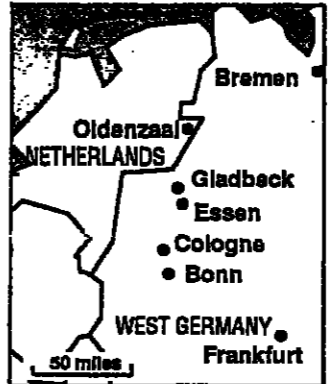 Bremen
Oldenzaal
NETHERLANDS
Gladbeck
Essen
Cologne
Bonn
WEST GERMANY
Frankfurt
50 miles